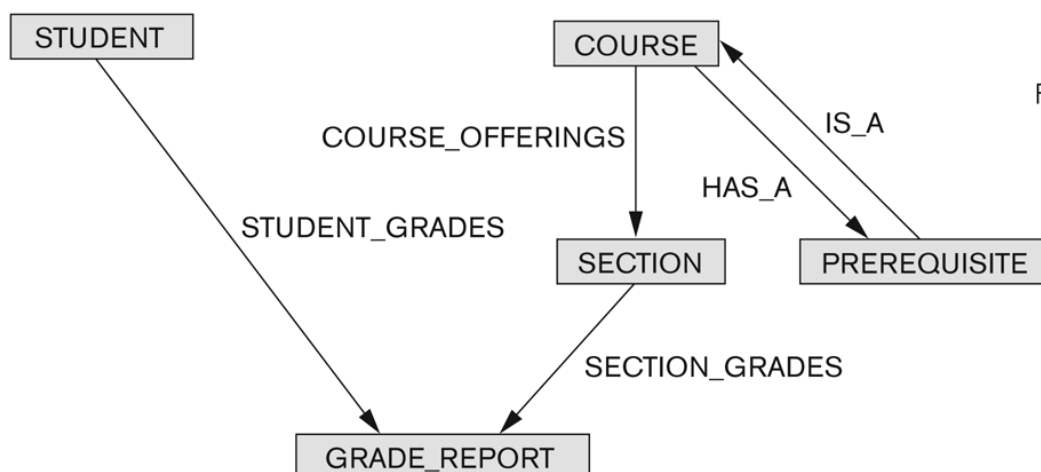 STUDENT
COURSE
F
IS_A
COURSE_OFFERINGS
HAS_A
STUDENT_GRADES
SECTION
PREREQUISITE
SECTION_GRADES
GRADE_REPORT